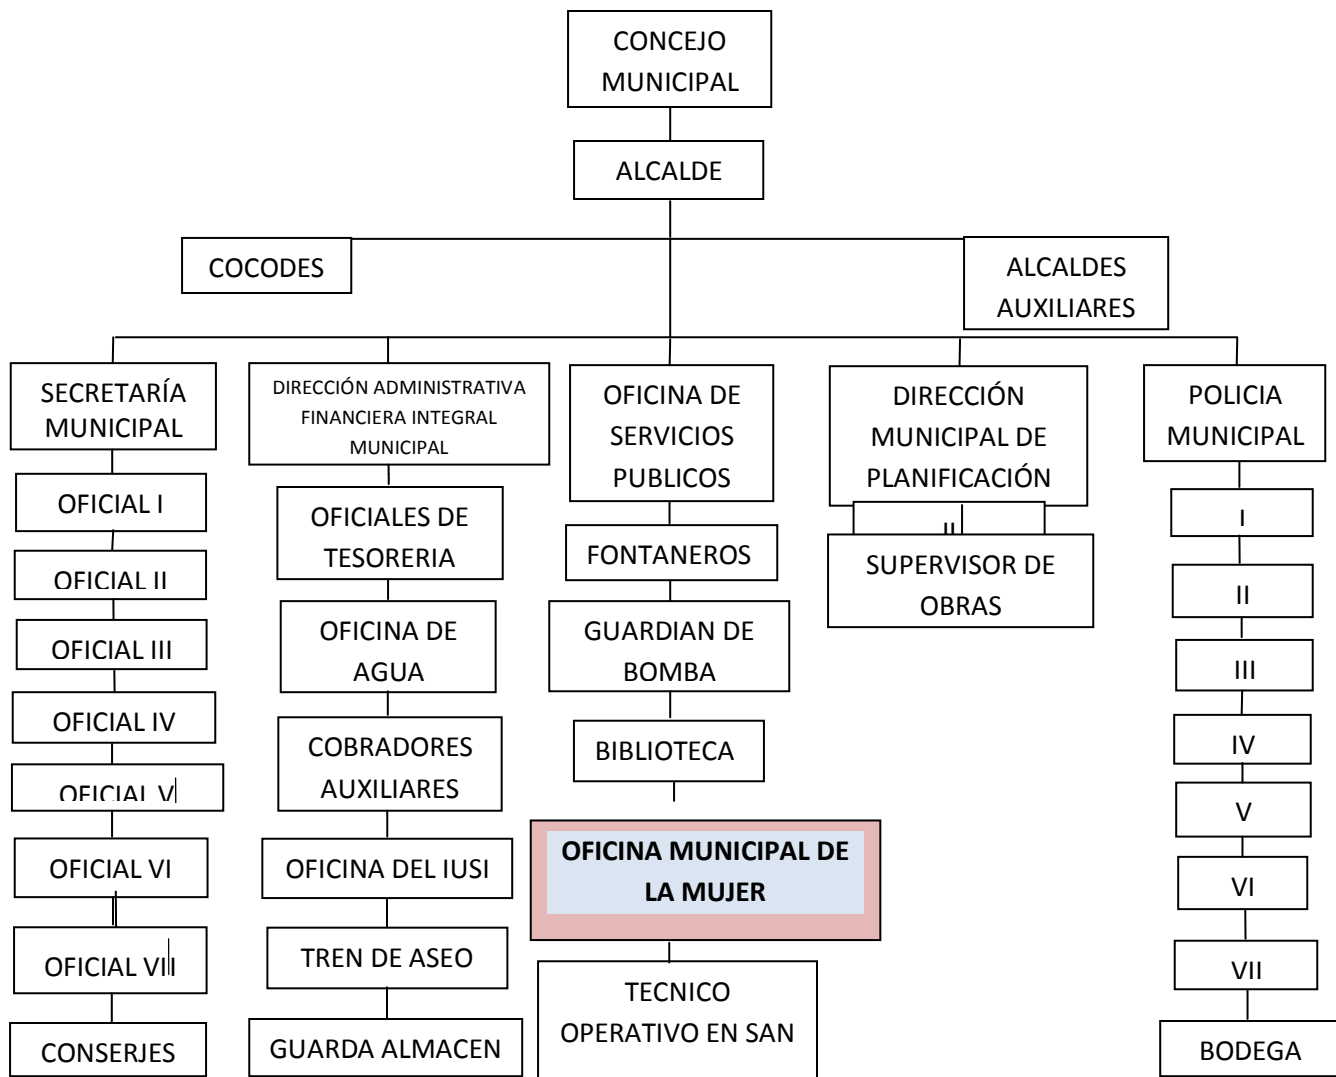 CONCEJO
MUNICIPAL
ALCALDE
COCODES
ALCALDES
AUXILIARES
SECRETARÍA
MUNICIPAL
OFICIAL I
OFICIAL II
OFICIAL III
OFICIAL IV
OFICIAL V
OFICIAL VI
OFICIAL VII
CONSERJES
DIRECCIÓN ADMINISTRATIVA
FINANCIERA INTEGRAL
MUNICIPAL
OFICIALES DE
TESORERIA
OFICINA DE
AGUA
COBRADORES
AUXILIARES
OFICINA DEL IUSI
TREN DE ASEO
GUARDA ALMACEN
OFICINA DE
SERVICIOS
PUBLICOS
FONTANEROS
GUARDIAN DE
BOMBA
BIBLIOTECA
OFICINA MUNICIPAL DE
LA MUJER
TECNICO
OPERATIVO EN SAN
DIRECCIÓN
MUNICIPAL DE
PLANIFICACIÓN
II
SUPERVISOR DE
OBRAS
POLICIA
MUNICIPAL
I
II
III
IV
V
VI
VII
BODEGA